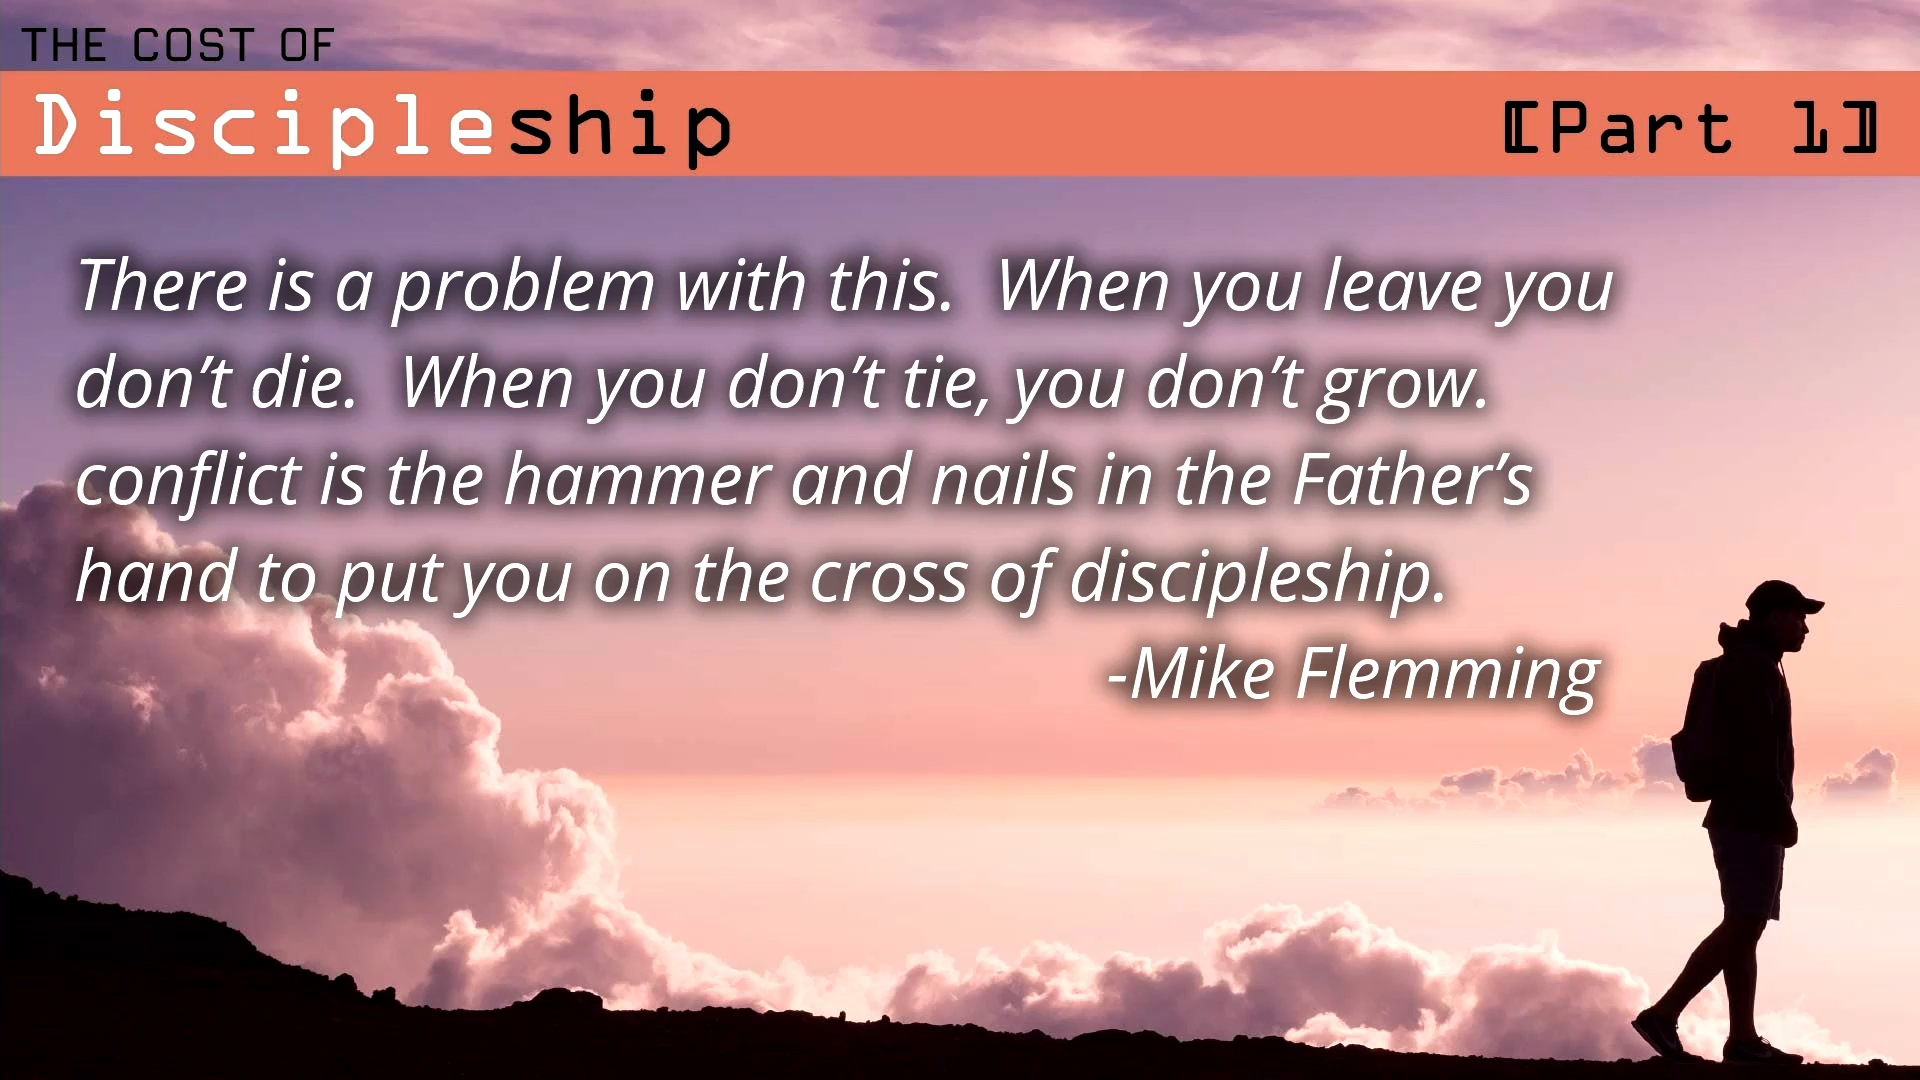 THE COST OF
Discipleship
[Part 1]
There is a problem with this.  When you leave you
don’t die.  When you don’t tie, you don’t grow.
conflict is the hammer and nails in the Father’s
hand to put you on the cross of discipleship.
-Mike Flemming